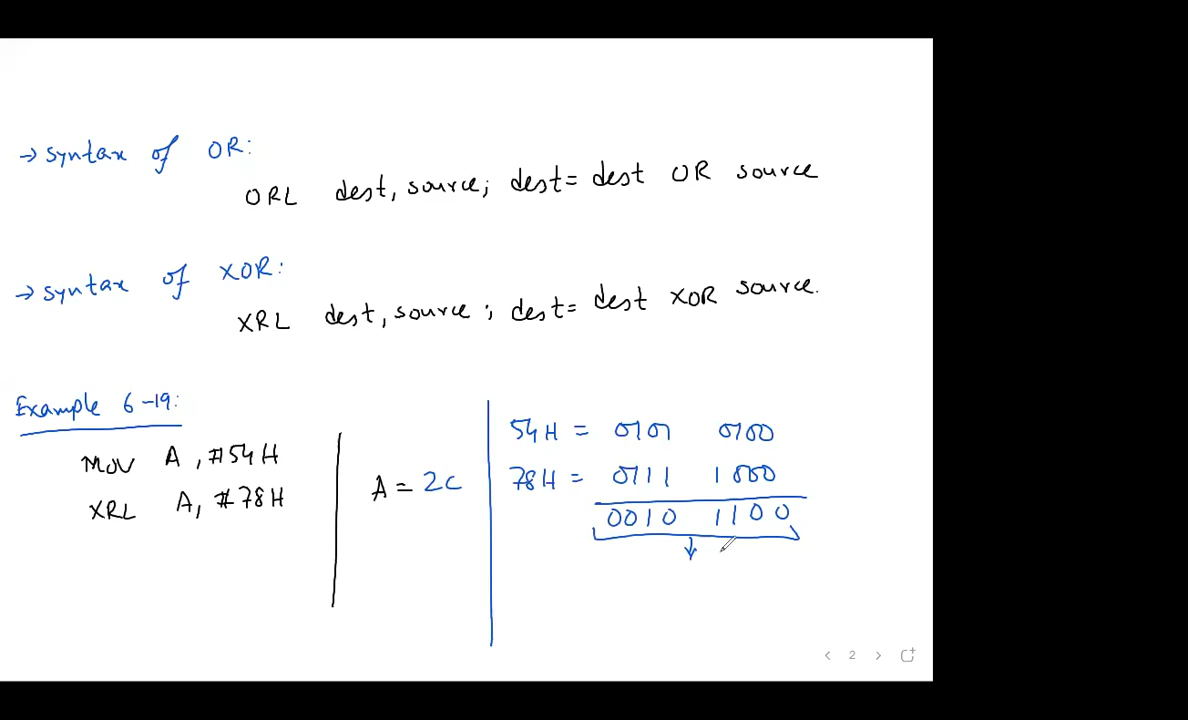 → syntax of OR:
ORL dest, source; dest= dest OR source
→ syntax of XOR:
XRL dest, source ; dest= dest XOR source.
Example 6-19:
MOV A, #54H
XRL A, #78H
A = 2C
54H = 0101 0100
78H = 0111 1000
0010 1100
↓
< 2 >